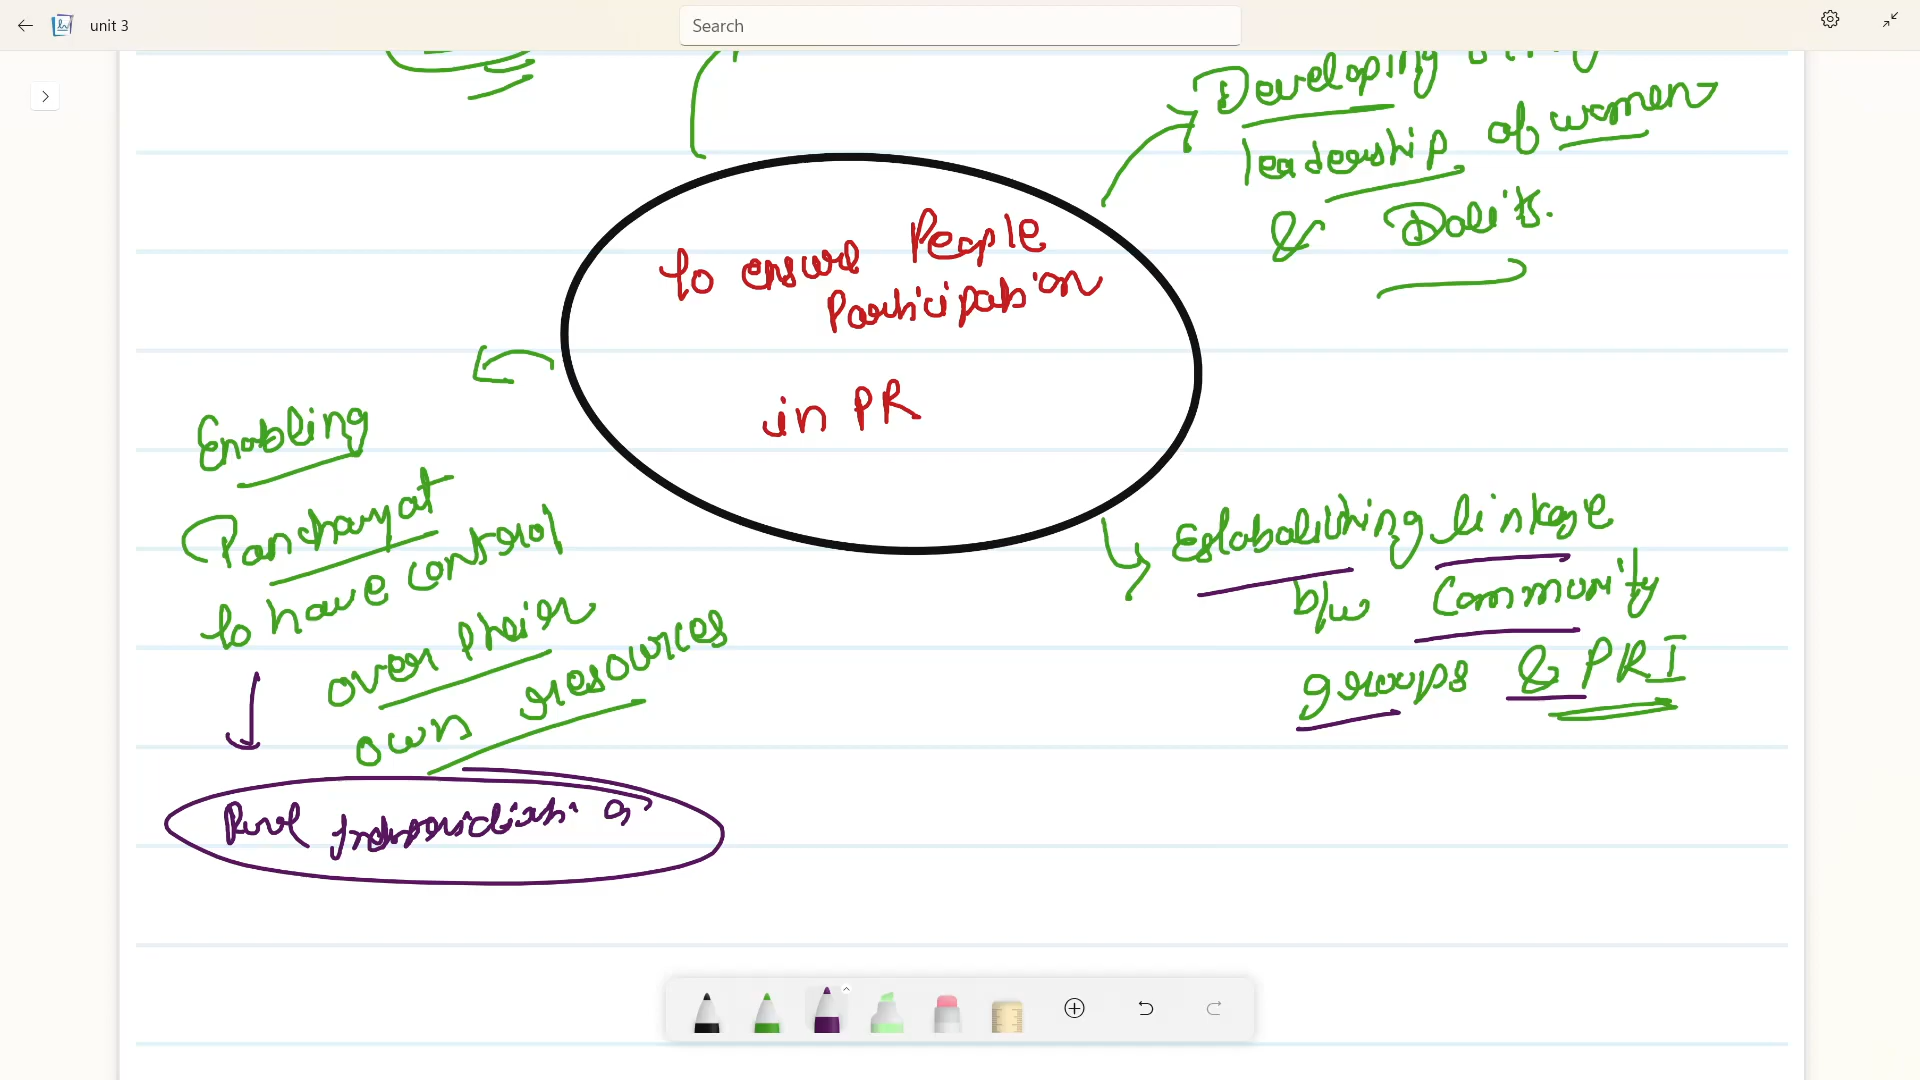 unit 3
Search
Developing
leadership of women
& Dalits.
to ensure People
Participation
in PR
Enabling
Panchayat
to have control
over their
own resources
Establishing linkage
b/w Community
groups & PRI